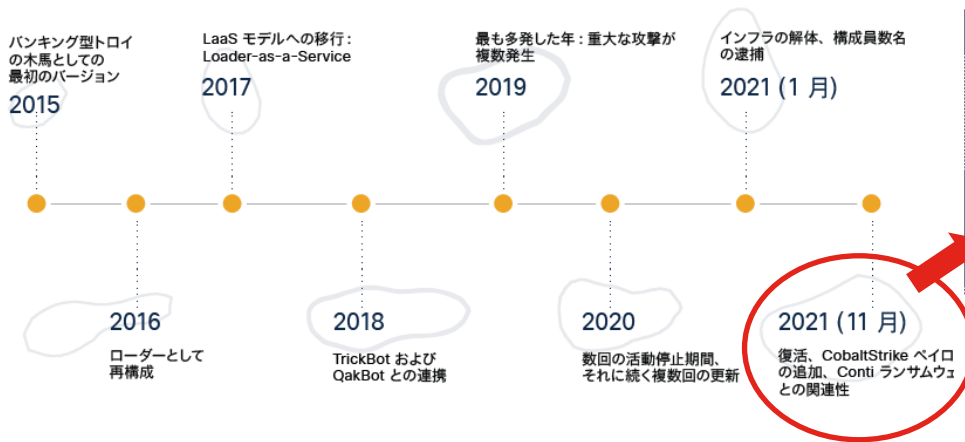 バンキング型トロイ
の木馬としての
最初のバージョン
2015
LaaS モデルへの移行 :
Loader-as-a-Service
2017
最も多発した年 : 重大な攻撃が
複数発生
2019
インフラの解体、構成員数名
の逮捕
2021 (1 月)
2016
ローダーとして
再構成
2018
TrickBot および
QakBot との連携
2020
数回の活動停止期間、
それに続く複数回の更新
2021 (11 月)
復活、CobaltStrike ペイロ
の追加、Conti ランサムウェ
との関連性